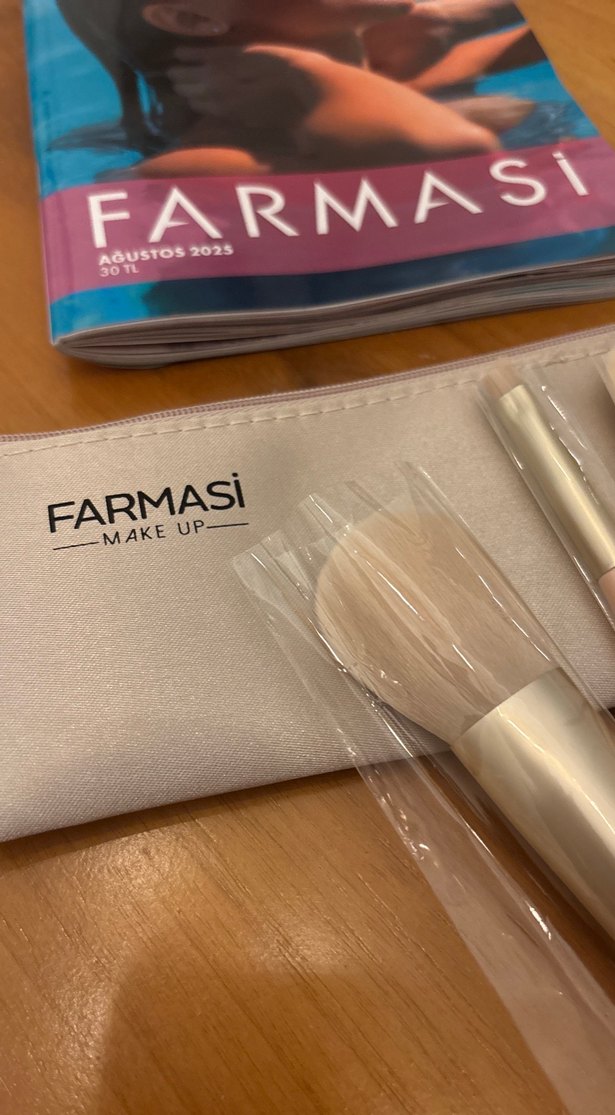 FARMASİ
AĞUSTOS 2025
30 TL
FARMASİ
MAKE UP